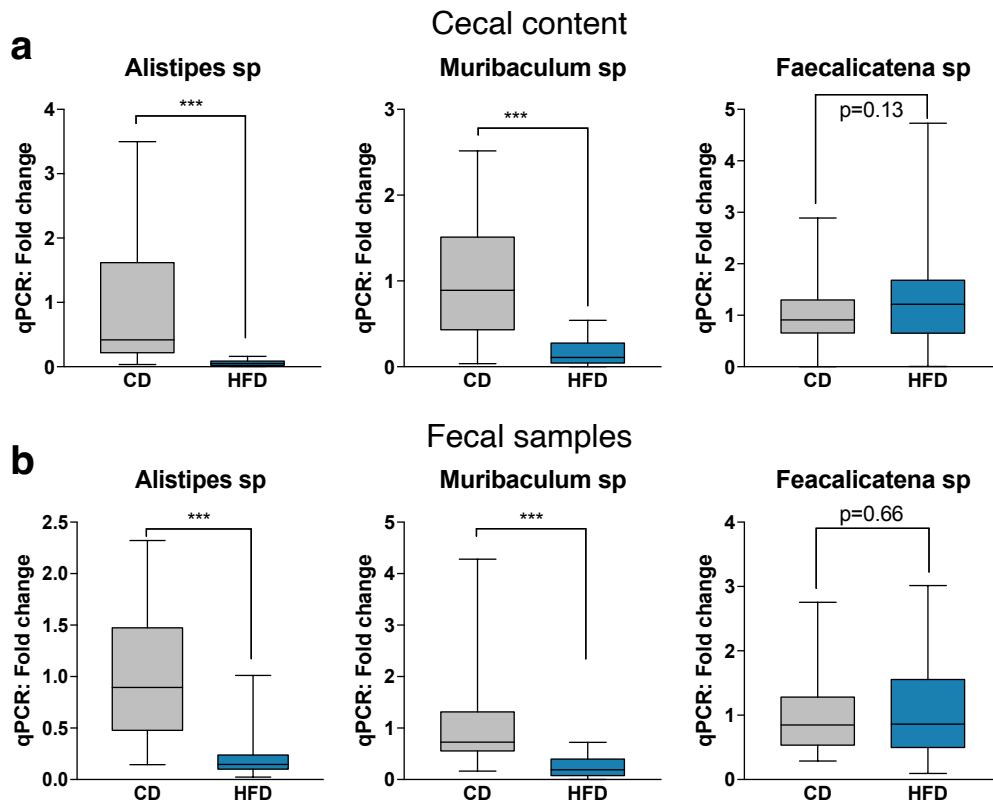 Cecal content
a
Alistipes sp
Muribaculum sp
Faecalicatena sp
qPCR: Fold change
4
3
2
1
0
***
CD
HFD
qPCR: Fold change
3
2
1
0
***
CD
HFD
qPCR: Fold change
5
4
3
2
1
0
p=0.13
CD
HFD
Fecal samples
b
Alistipes sp
Muribaculum sp
Feacalicatena sp
qPCR: Fold change
2.5
2.0
1.5
1.0
0.5
0.0
***
CD
HFD
qPCR: Fold change
5
4
3
2
1
0
***
CD
HFD
qPCR: Fold change
4
3
2
1
0
p=0.66
CD
HFD